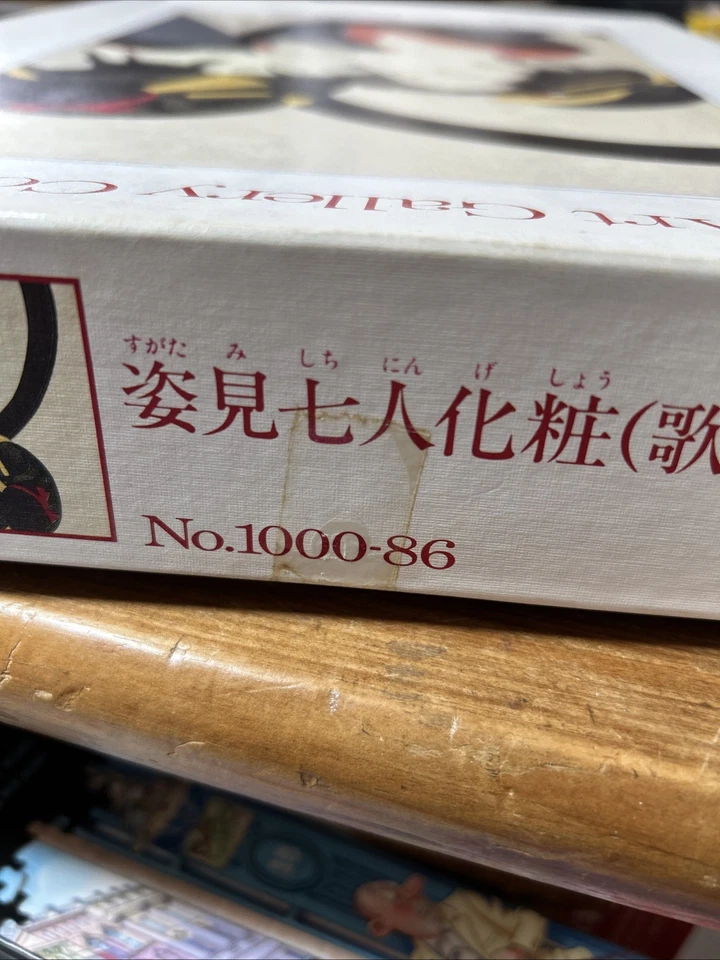 Art Gallery Co
すがた み しち にん げ しょう
姿見七人化粧(歌
No.1000-86